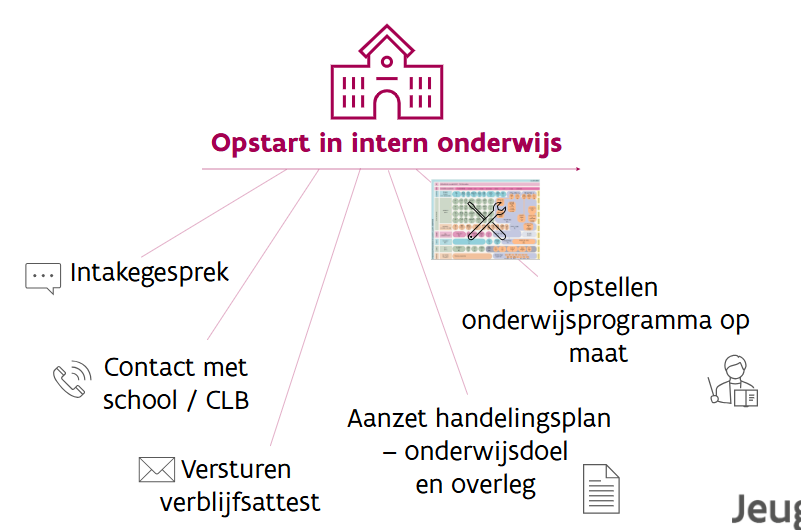 Opstart in intern onderwijs
Intakegesprek
Contact met
school / CLB
Versturen
verblijfsattest
Aanzet handelingsplan
– onderwijsdoel
en overleg
opstellen
onderwijsprogramma op
maat
Jeug